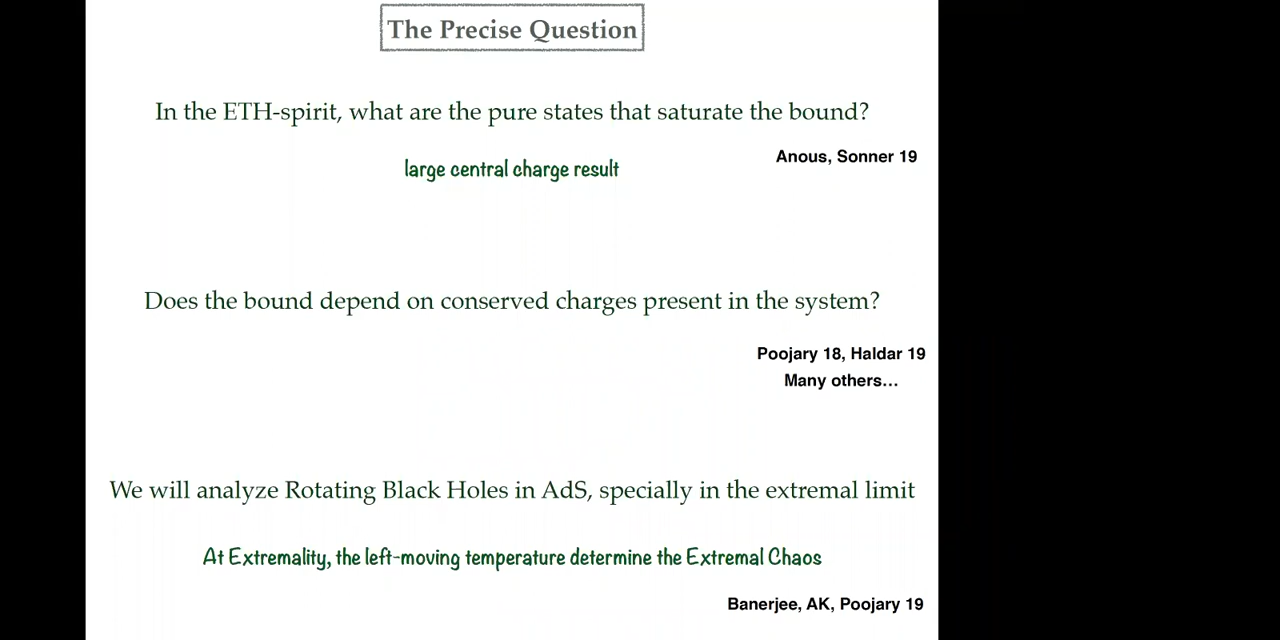 The Precise Question
In the ETH-spirit, what are the pure states that saturate the bound?
Anous, Sonner 19
large central charge result
Does the bound depend on conserved charges present in the system?
Poojary 18, Haldar 19
Many others...
We will analyze Rotating Black Holes in AdS, specially in the extremal limit
At Extremality, the left-moving temperature determine the Extremal Chaos
Banerjee, AK, Poojary 19